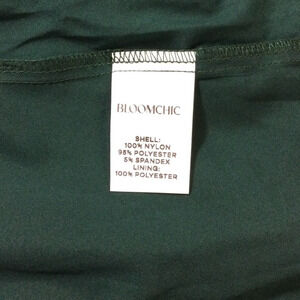 BLOOMCHIC
SHELL:
100% NYLON
95% POLYESTER
5% SPANDEX
LINING:
100% POLYESTER